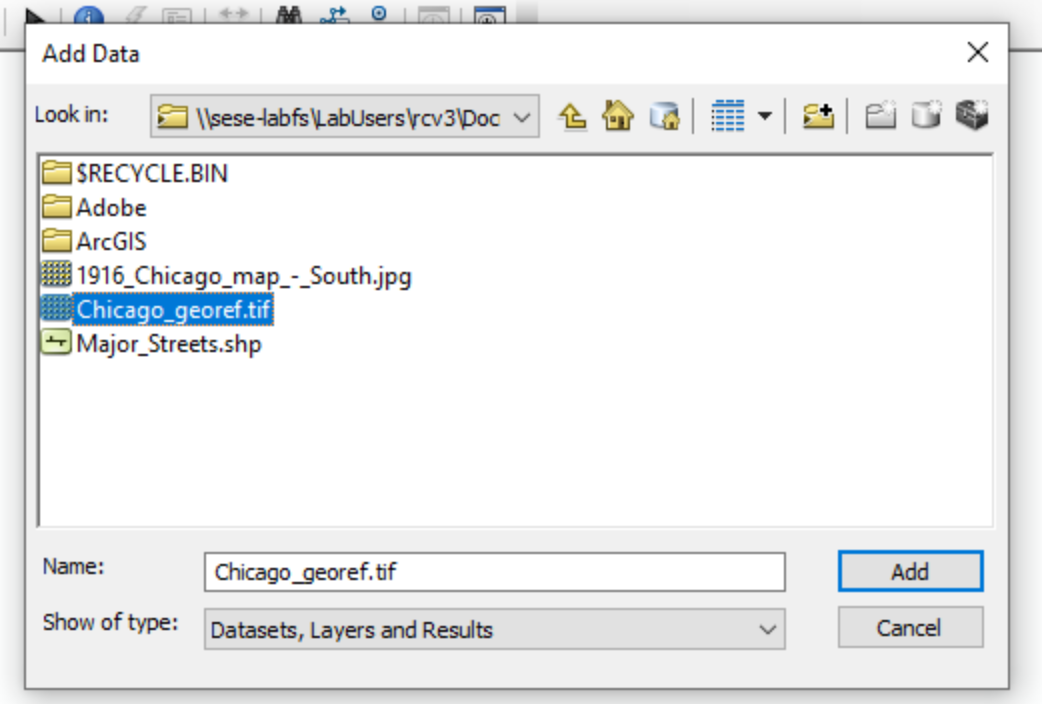 Add Data
Look in:
\\sese-labfs\LabUsers\rcv3\Doc
$RECYCLE.BIN
Adobe
ArcGIS
1916_Chicago_map_-_South.jpg
Chicago_georef.tif
Major_Streets.shp
Name:
Chicago_georef.tif
Add
Show of type:
Datasets, Layers and Results
Cancel